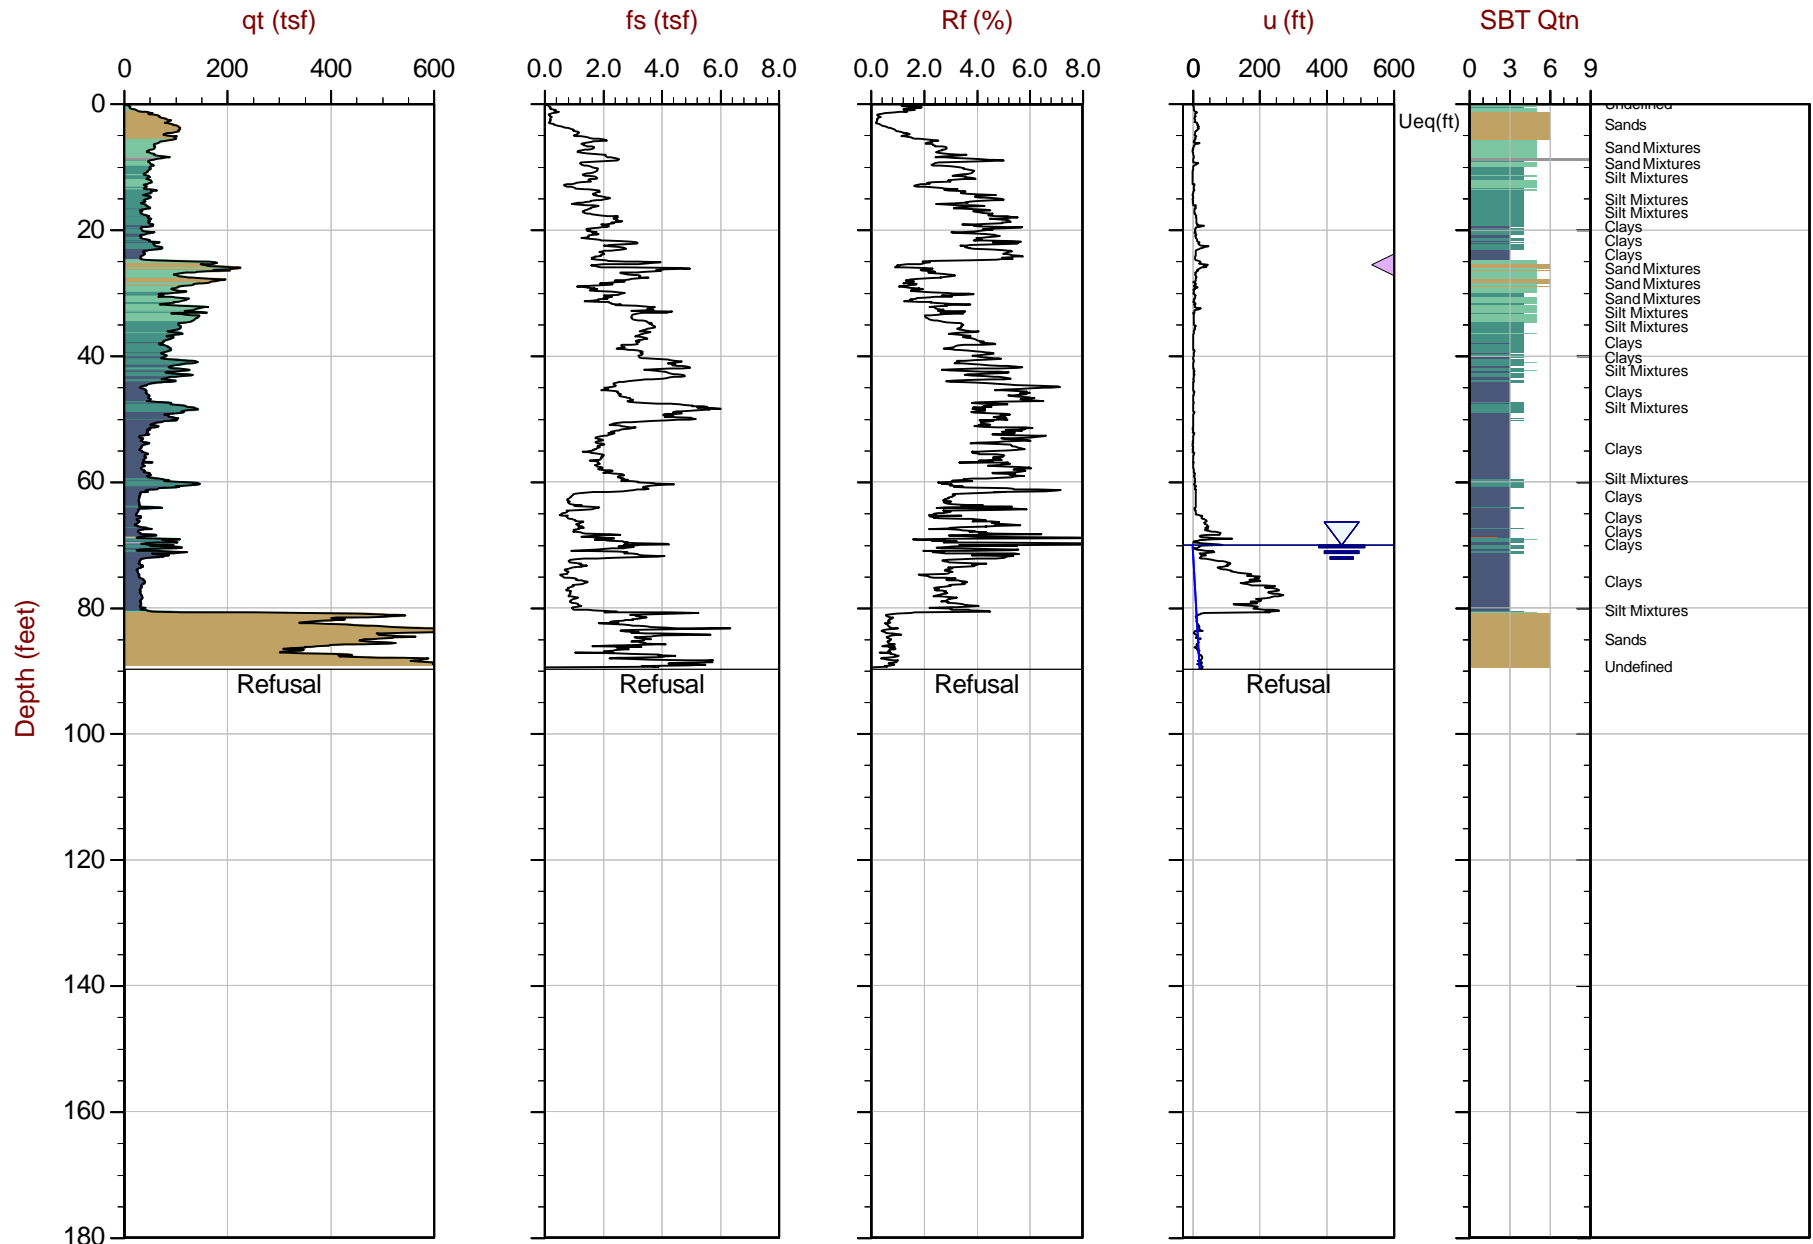 qt (tsf) fs (tsf) Rf (%) u (ft) SBT Qtn
0 200 400 600 0.0 2.0 4.0 6.0 8.0 0.0 2.0 4.0 6.0 8.0 0 200 400 600 0 3 6 9
0
Undefined
Ueq(ft)
Sands
Sand Mixtures
Sand Mixtures
Silt Mixtures
Silt Mixtures
Silt Mixtures
20
Clays
Clays
Clays
Sand Mixtures
Sand Mixtures
Sand Mixtures
Silt Mixtures
Silt Mixtures
Clays
40
Clays
Silt Mixtures
Clays
Silt Mixtures
Clays
60
Silt Mixtures
Clays
Clays
Clays
Clays
Clays
80
Silt Mixtures
Sands
Undefined
Refusal Refusal Refusal Refusal
Depth (feet)
100
120
140
160
180